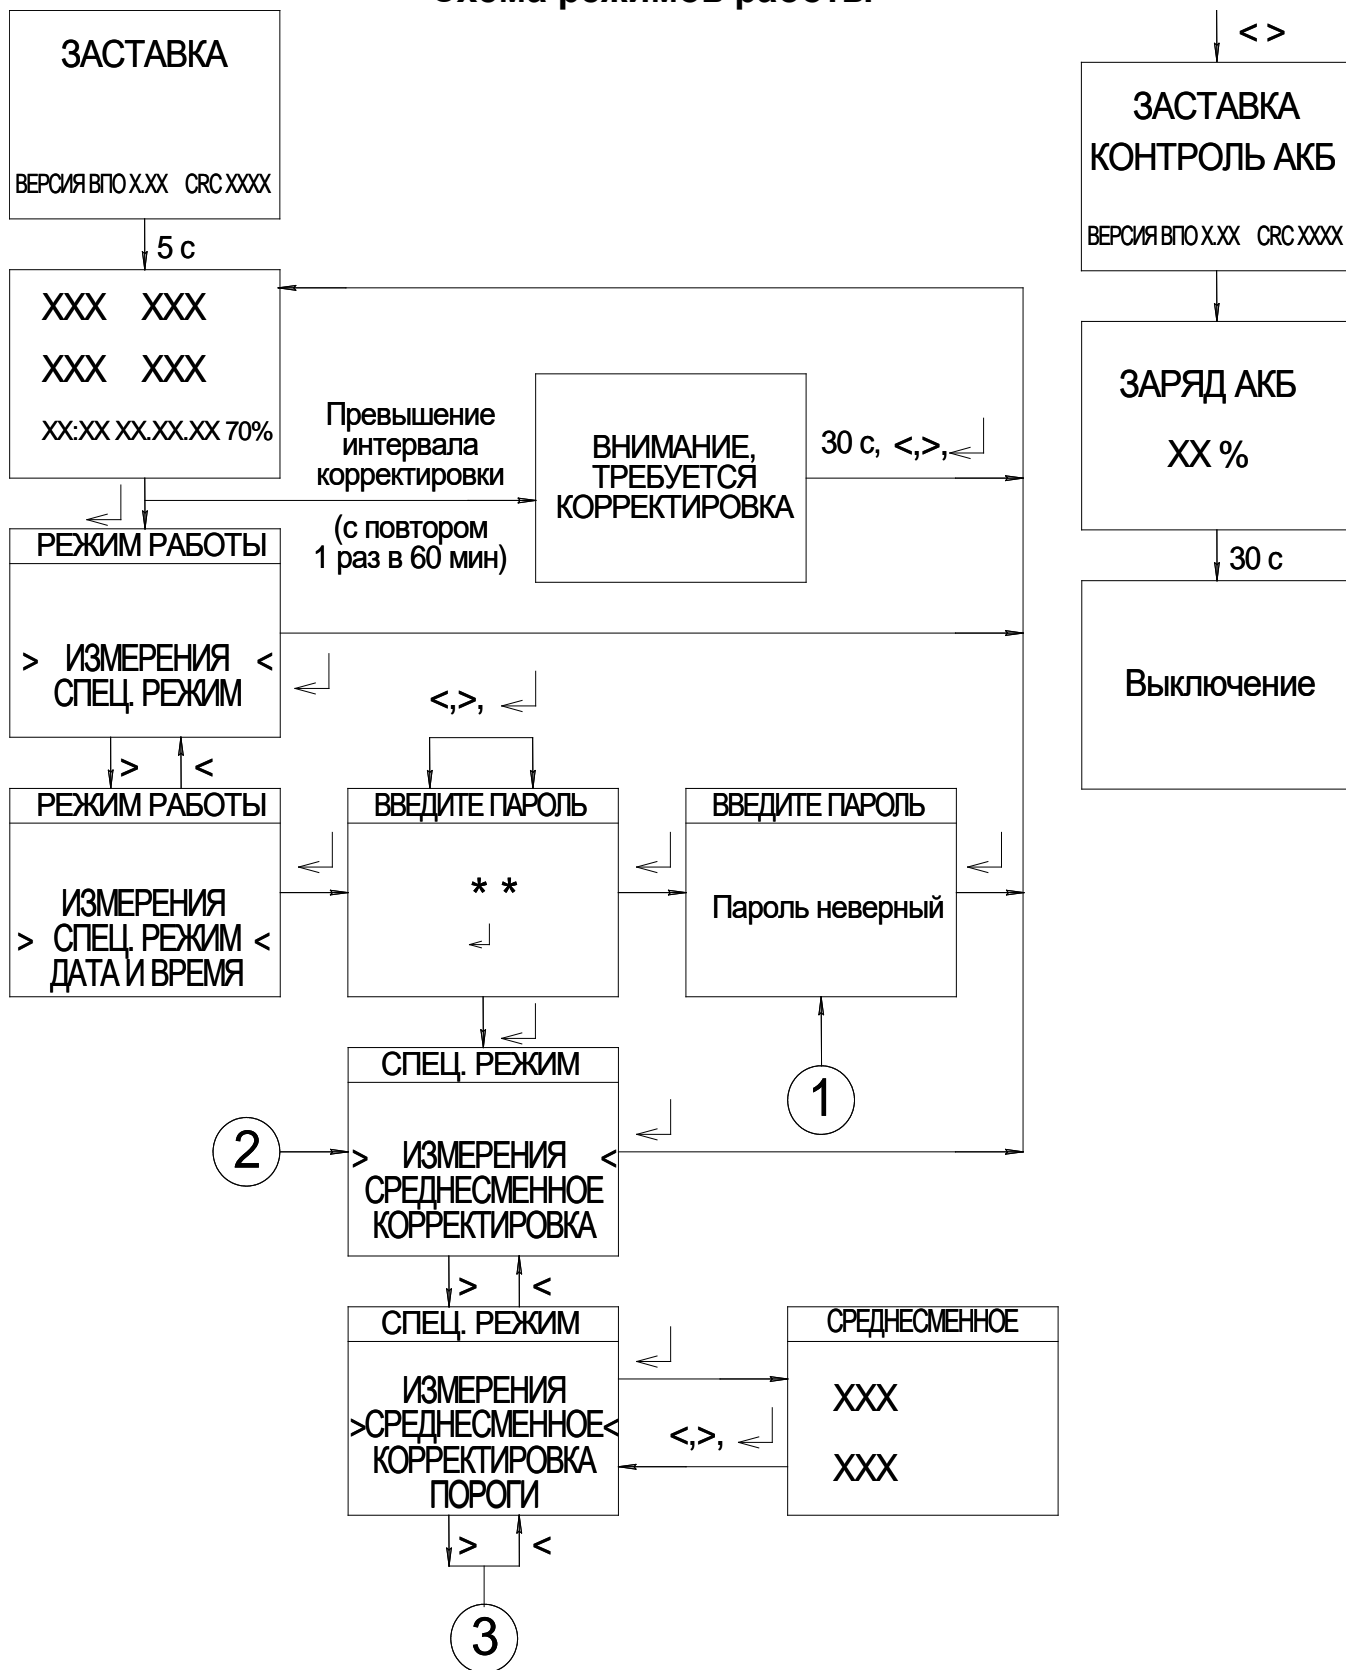 Схема режимов работы
ЗАСТАВКА
ВЕРСИЯ ВПО X.XX CRC XXXX
5 с
XXX XXX
XXX XXX
XX:XX XX.XX.XX 70%
Превышение
интервала
корректировки
(с повтором
1 раз в 60 мин)
ВНИМАНИЕ,
ТРЕБУЕТСЯ
КОРРЕКТИРОВКА
30 с, <,>,
РЕЖИМ РАБОТЫ
> ИЗМЕРЕНИЯ <
СПЕЦ. РЕЖИМ
> <
<,>,
РЕЖИМ РАБОТЫ
ИЗМЕРЕНИЯ
> СПЕЦ. РЕЖИМ <
ДАТА И ВРЕМЯ
ВВЕДИТЕ ПАРОЛЬ
* *
ВВЕДИТЕ ПАРОЛЬ
Пароль неверный
1
2
СПЕЦ. РЕЖИМ
> ИЗМЕРЕНИЯ <
СРЕДНЕСМЕННОЕ
КОРРЕКТИРОВКА
> <
СПЕЦ. РЕЖИМ
ИЗМЕРЕНИЯ
>СРЕДНЕСМЕННОЕ<
КОРРЕКТИРОВКА
ПОРОГИ
<,>,
СРЕДНЕСМЕННОЕ
XXX
XXX
> <
3
< >
ЗАСТАВКА
КОНТРОЛЬ АКБ
ВЕРСИЯ ВПО X.XX CRC XXXX
ЗАРЯД АКБ
XX %
30 с
Выключение